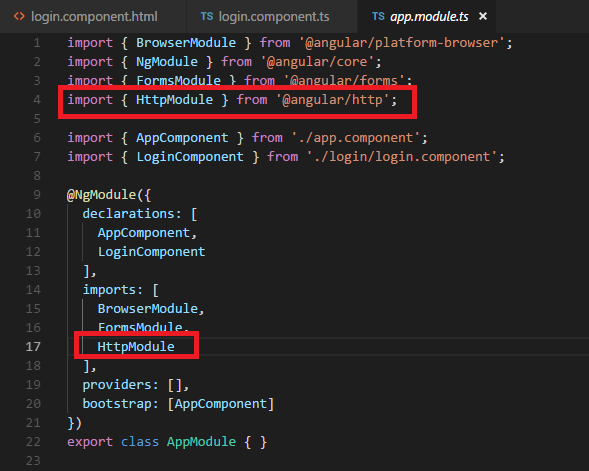 <> login.component.html TS login.component.ts TS app.module.ts ×
1 import { BrowserModule } from '@angular/platform-browser';
2 import { NgModule } from '@angular/core';
3 import { FormsModule } from '@angular/forms';
4 import { HttpModule } from '@angular/http';
5
6 import { AppComponent } from './app.component';
7 import { LoginComponent } from './login/login.component';
8
9 @NgModule({
10   declarations: [
11     AppComponent,
12     LoginComponent
13   ],
14   imports: [
15     BrowserModule,
16     FormsModule,
17     HttpModule
18   ],
19   providers: [],
20   bootstrap: [AppComponent]
21 })
22 export class AppModule { }
23